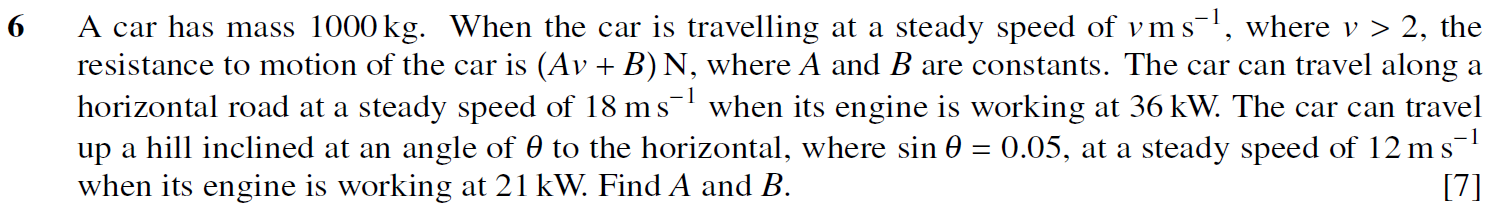 6 A car has mass 1000 kg. When the car is travelling at a steady speed of v m s⁻¹, where v > 2, the
resistance to motion of the car is (Av + B) N, where A and B are constants. The car can travel along a
horizontal road at a steady speed of 18 m s⁻¹ when its engine is working at 36 kW. The car can travel
up a hill inclined at an angle of θ to the horizontal, where sin θ = 0.05, at a steady speed of 12 m s⁻¹
when its engine is working at 21 kW. Find A and B. [7]